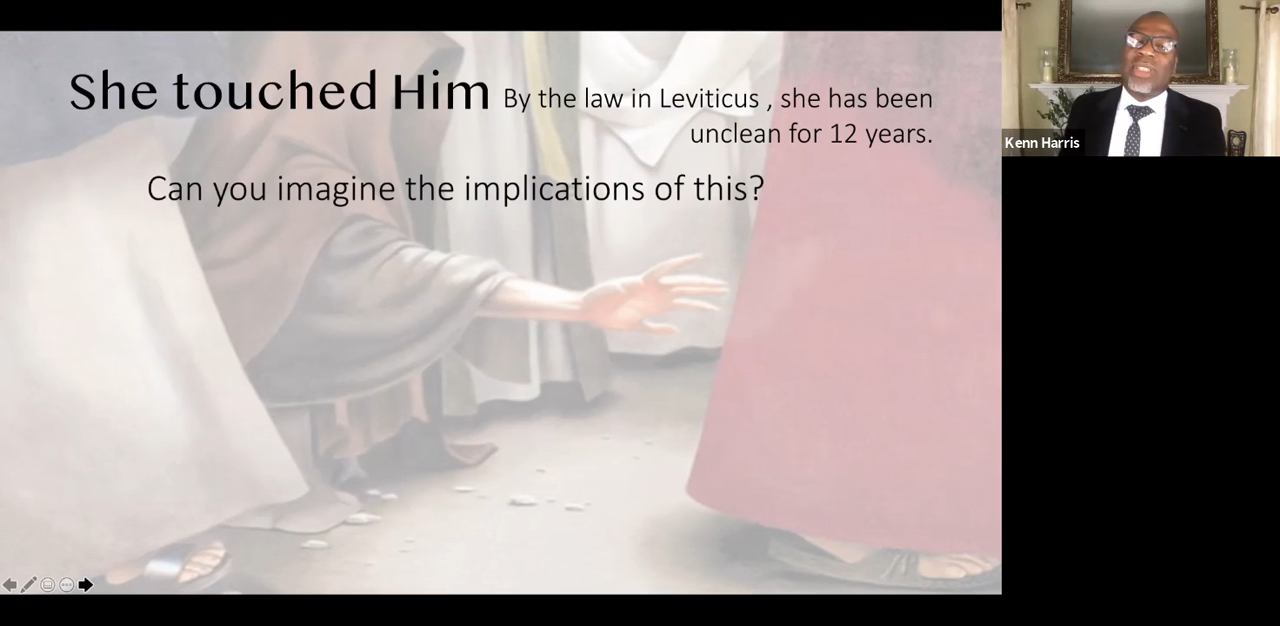 She touched Him By the law in Leviticus , she has been
unclean for 12 years.
Can you imagine the implications of this?
Kenn Harris